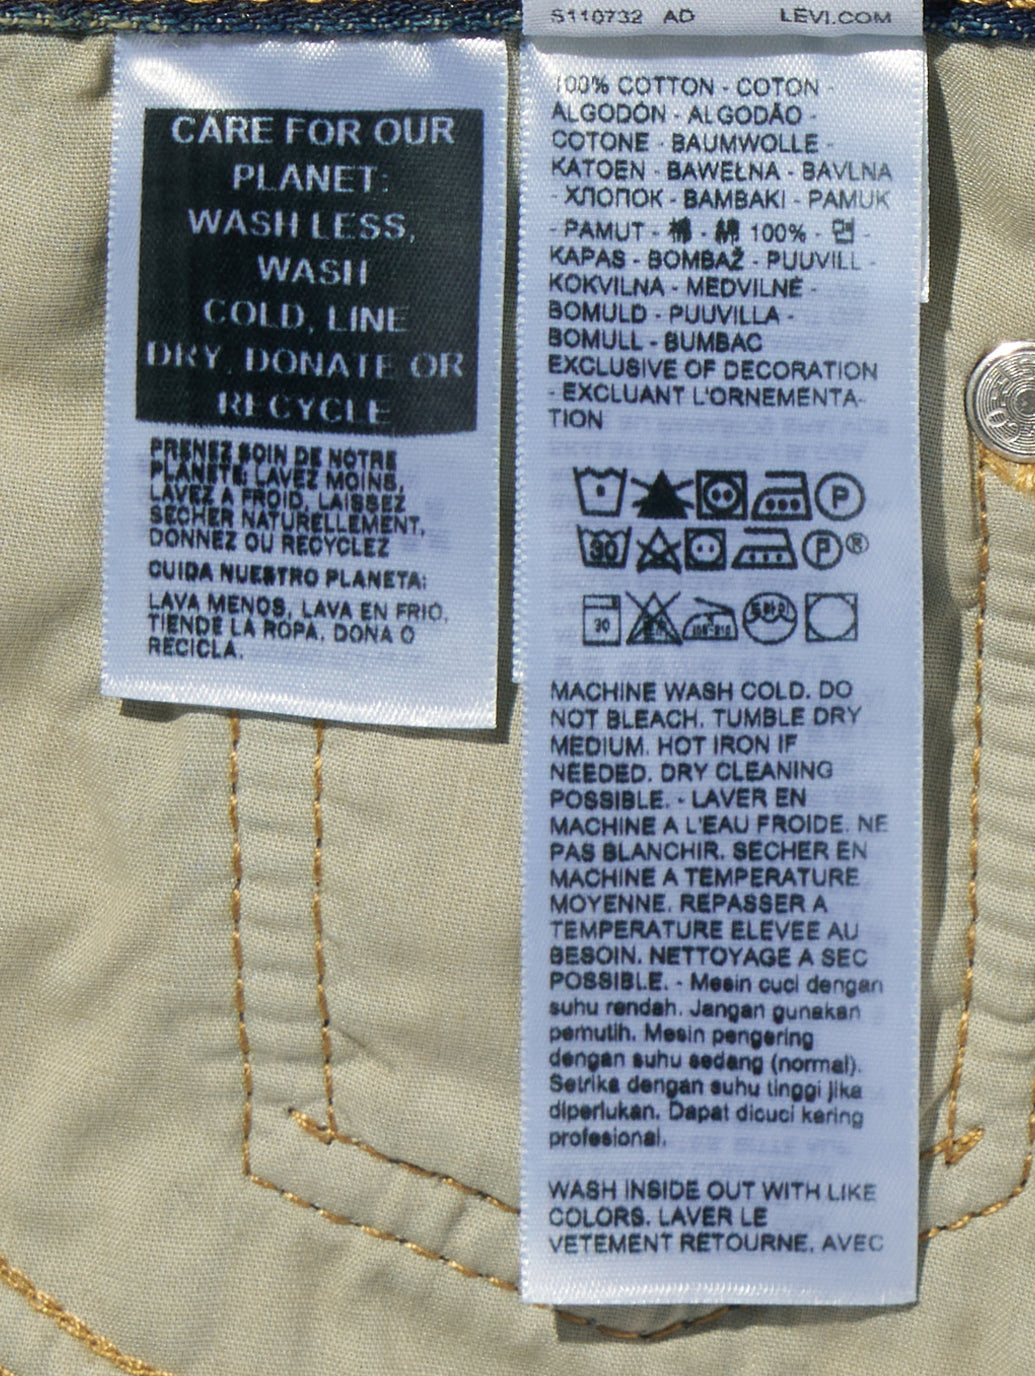 CARE FOR OUR
PLANET:
WASH LESS,
WASH
COLD, LINE
DRY, DONATE OR
RECYCLE
PRENEZ SOIN DE NOTRE
PLANETE: LAVEZ MOINS,
LAVEZ A FROID, LAISSEZ
SECHER NATURELLEMENT,
DONNEZ OU RECYCLEZ
CUIDA NUESTRO PLANETA:
LAVA MENOS, LAVA EN FRIO,
TIENDE LA ROPA, DONA O
RECICLA.
S110732 AD LEVI.COM
100% COTTON - COTON -
ALGODÓN - ALGODÃO -
COTONE - BAUMWOLLE -
KATOEN - BAWEŁNA - BAVLNA
- ХЛОПОК - BAMBAKI - PAMUK
- PAMUT - 棉 - 綿 100% - 면 -
KAPAS - BOMBAŽ - PUUVILL -
KOKVILNA - MEDVILNĖ -
BOMULD - PUUVILLA -
BOMULL - BUMBAC
EXCLUSIVE OF DECORATION
- EXCLUANT L'ORNEMENTA-
TION
P
30 P®
30 드라이
MACHINE WASH COLD. DO
NOT BLEACH. TUMBLE DRY
MEDIUM. HOT IRON IF
NEEDED. DRY CLEANING
POSSIBLE. - LAVER EN
MACHINE A L'EAU FROIDE. NE
PAS BLANCHIR. SECHER EN
MACHINE A TEMPERATURE
MOYENNE. REPASSER A
TEMPERATURE ELEVEE AU
BESOIN. NETTOYAGE A SEC
POSSIBLE. - Mesin cuci dengan
suhu rendah. Jangan gunakan
pemutih. Mesin pengering
dengan suhu sedang (normal).
Setrika dengan suhu tinggi jika
diperlukan. Dapat dicuci kering
profesional.
WASH INSIDE OUT WITH LIKE
COLORS. LAVER LE
VETEMENT RETOURNE, AVEC